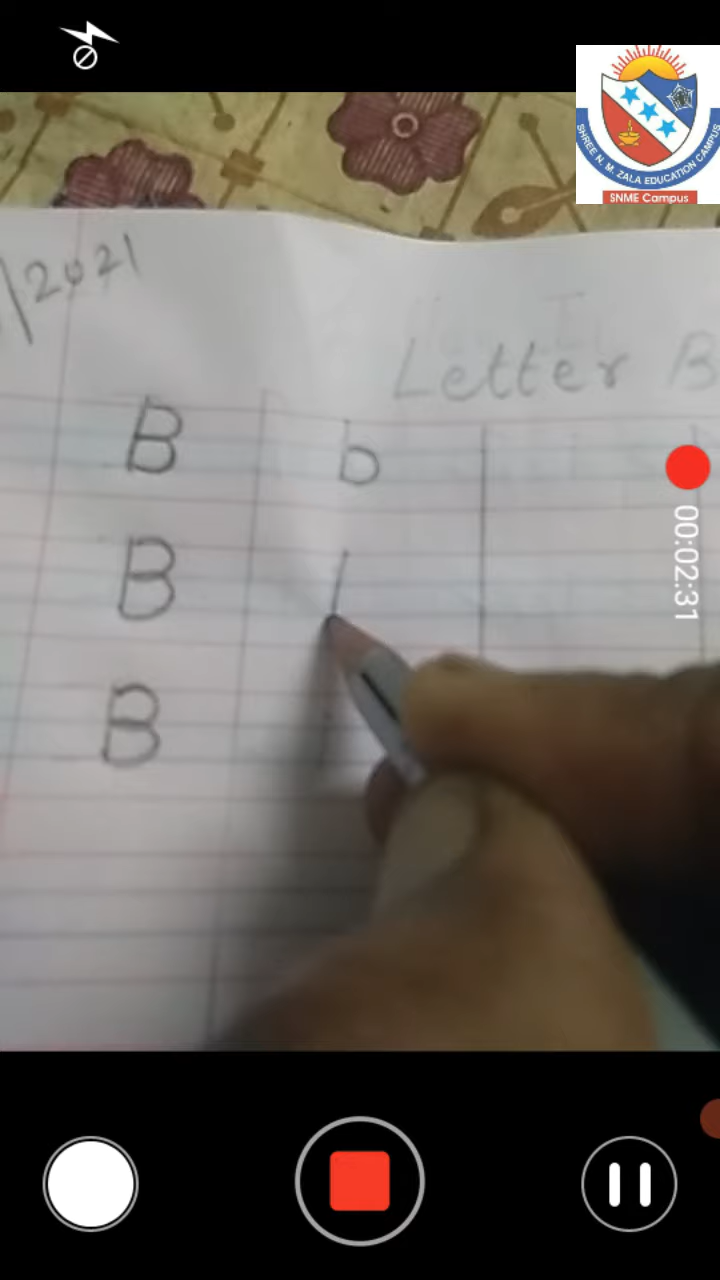 SHREE N. M. ZALA EDUCATION CAMPUS
SNME Campus
/2021
Letter B
B b
B
B
00:02:31